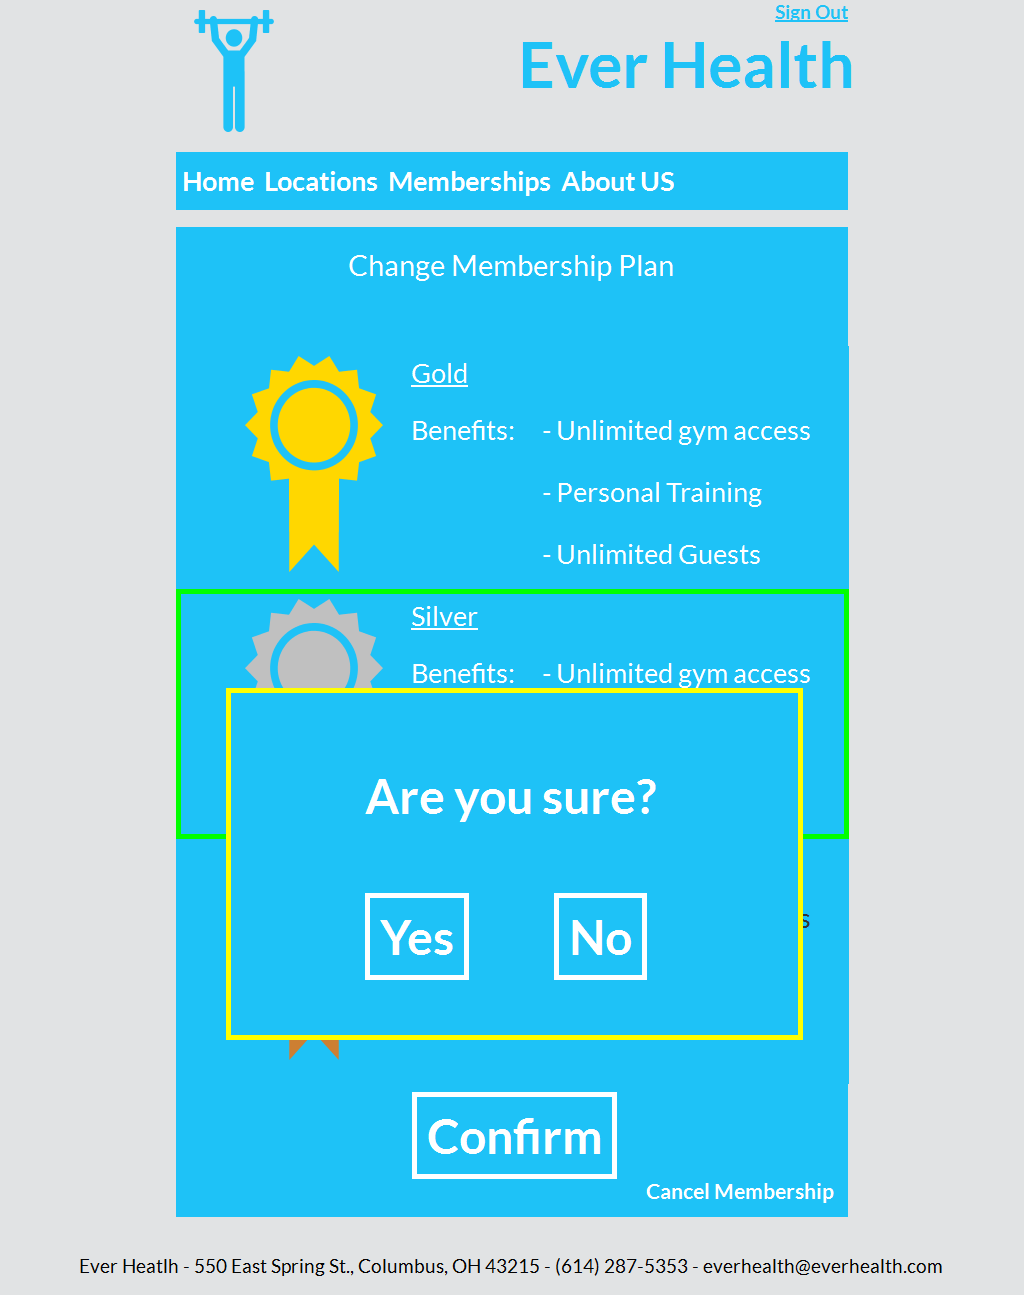 Sign Out
Ever Health
Home Locations Memberships About US
Change Membership Plan
Gold
Benefits: - Unlimited gym access
- Personal Training
- Unlimited Guests
Silver
Benefits: - Unlimited gym access
Are you sure?
Yes No
Confirm
Cancel Membership
Ever Heatlh - 550 East Spring St., Columbus, OH 43215 - (614) 287-5353 - everhealth@everhealth.com